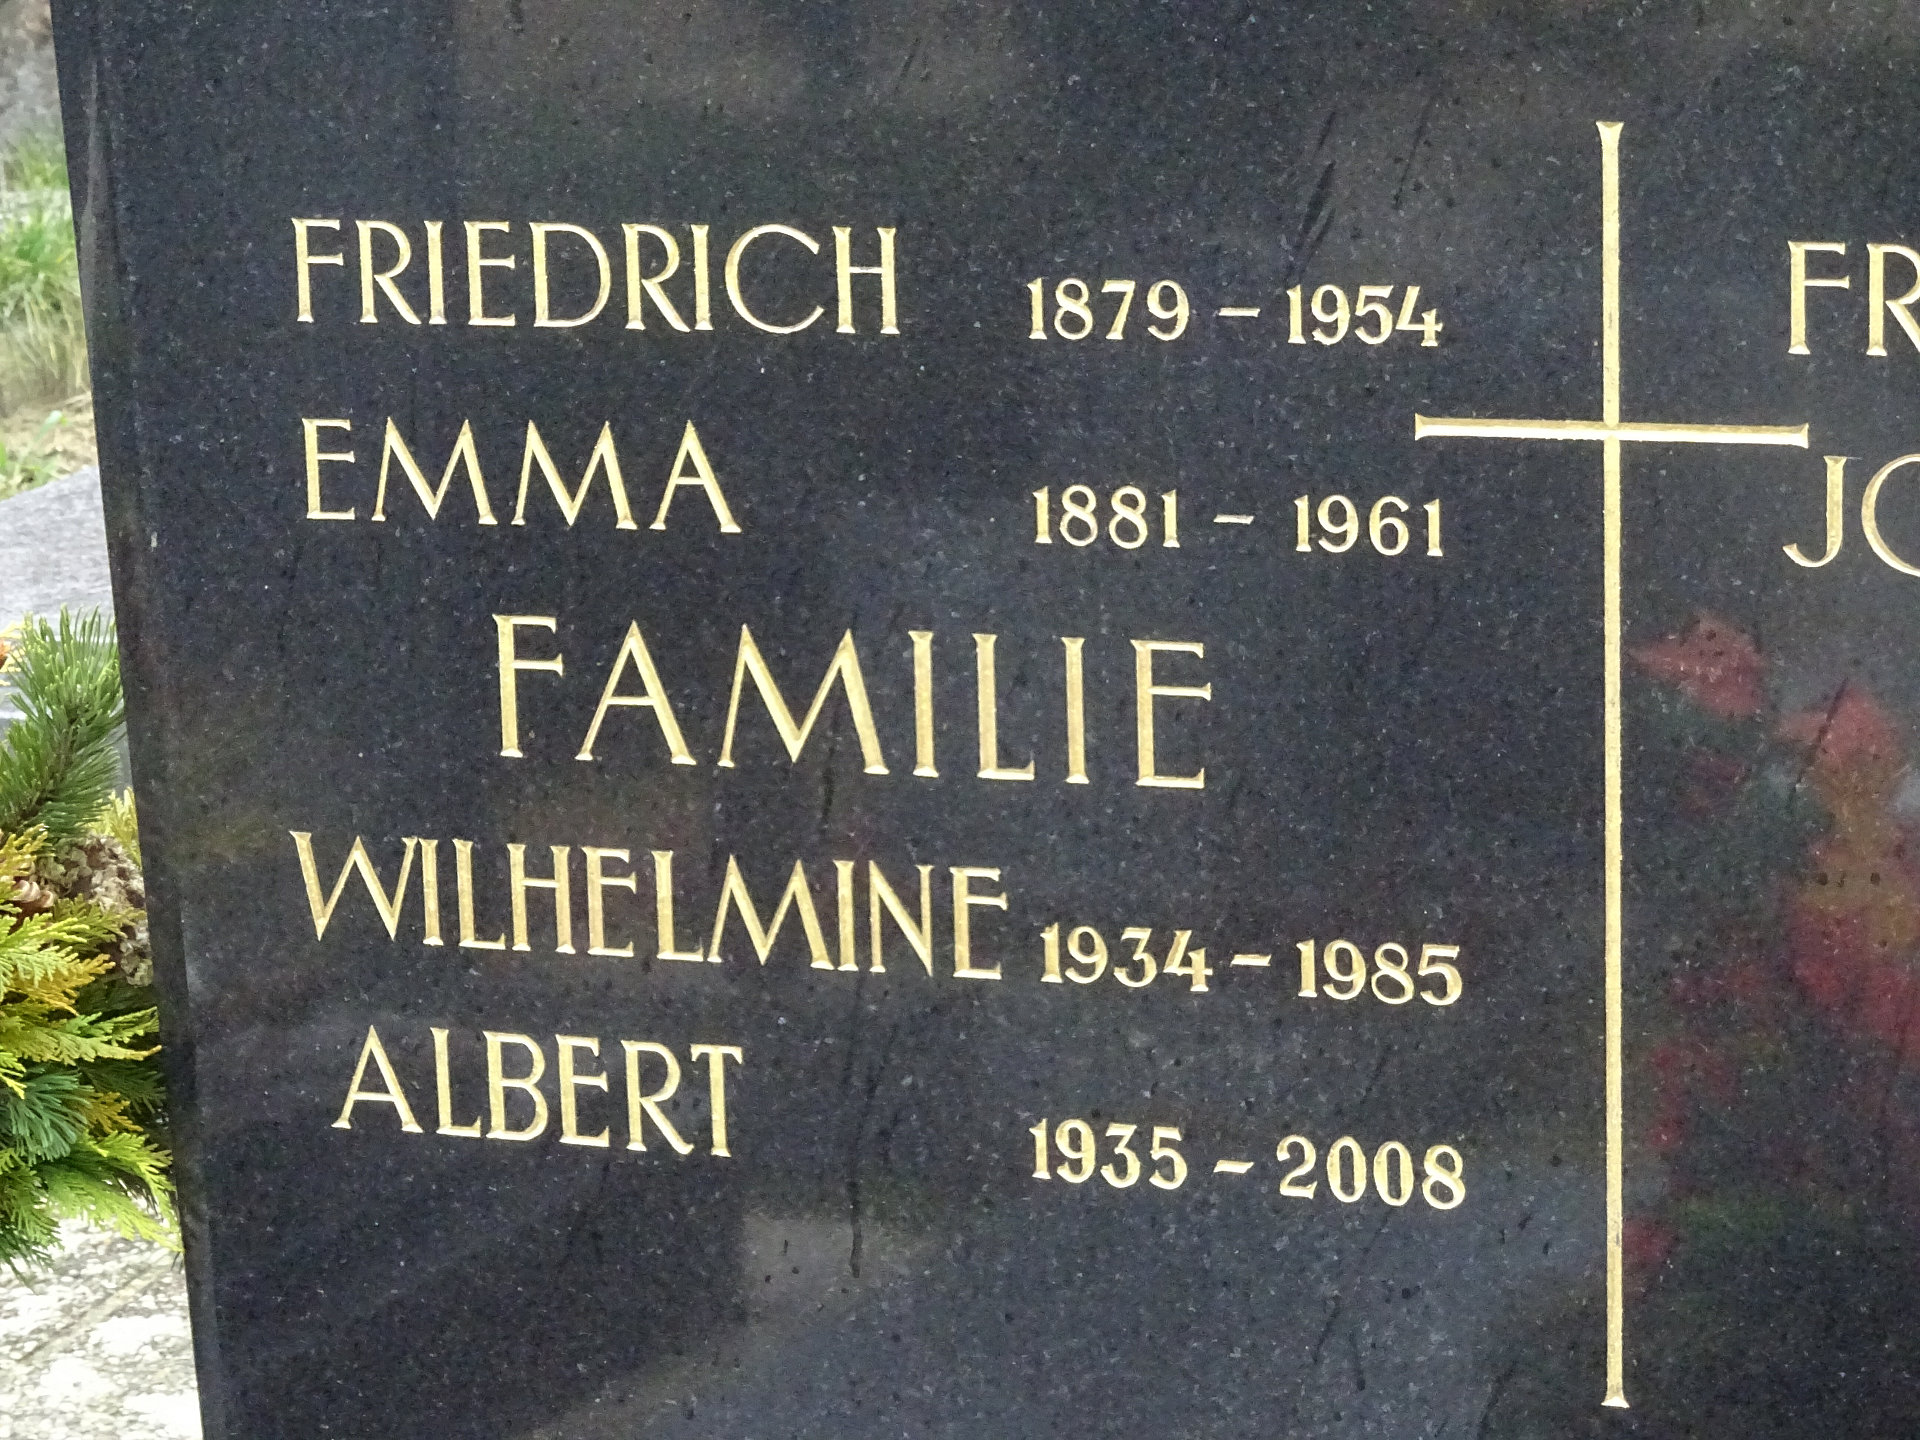 FRIEDRICH 1879 – 1954
EMMA 1881 – 1961
FAMILIE
WILHELMINE 1934 – 1985
ALBERT 1935 – 2008